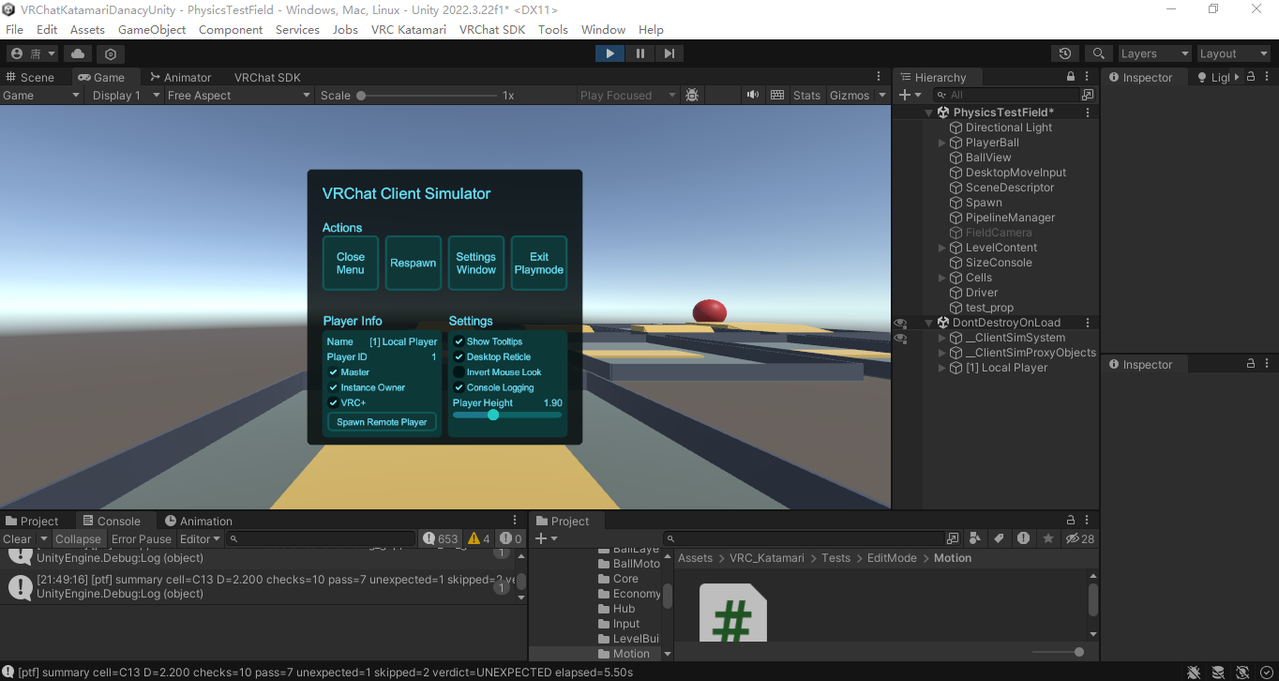 VRChatKatamariDanacyUnity - PhysicsTestField - Windows, Mac, Linux - Unity 2022.3.22f1* <DX11>
File Edit Assets GameObject Component Services Jobs VRC Katamari VRChat SDK Tools Window Help
唐 Layers Layout
Scene Game Animator VRChat SDK Hierarchy Inspector Ligl
Game Display 1 Free Aspect Scale 1x Play Focused Stats Gizmos All
PhysicsTestField*
Directional Light
PlayerBall
BallView
DesktopMoveInput
SceneDescriptor
Spawn
PipelineManager
FieldCamera
LevelContent
SizeConsole
Cells
Driver
test_prop
DontDestroyOnLoad
__ClientSimSystem
__ClientSimProxyObjects
[1] Local Player
Inspector
VRChat Client Simulator
Actions
Close Menu
Respawn
Settings Window
Exit Playmode
Player Info
Name [1] Local Player
Player ID 1
Master
Instance Owner
VRC+
Spawn Remote Player
Settings
Show Tooltips
Desktop Reticle
Invert Mouse Look
Console Logging
Player Height 1.90
Project Console Animation
Clear Collapse Error Pause Editor 653 4 0
UnityEngine.Debug:Log (object) 1
[21:49:16] [ptf] summary cell=C13 D=2.200 checks=10 pass=7 unexpected=1 skipped=2
UnityEngine.Debug:Log (object) 1
Project
28
BallLaye
BallMoto
Core
Economy
Hub
Input
LevelBui
Motion
Assets > VRC_Katamari > Tests > EditMode > Motion
#
[ptf] summary cell=C13 D=2.200 checks=10 pass=7 unexpected=1 skipped=2 verdict=UNEXPECTED elapsed=5.50s